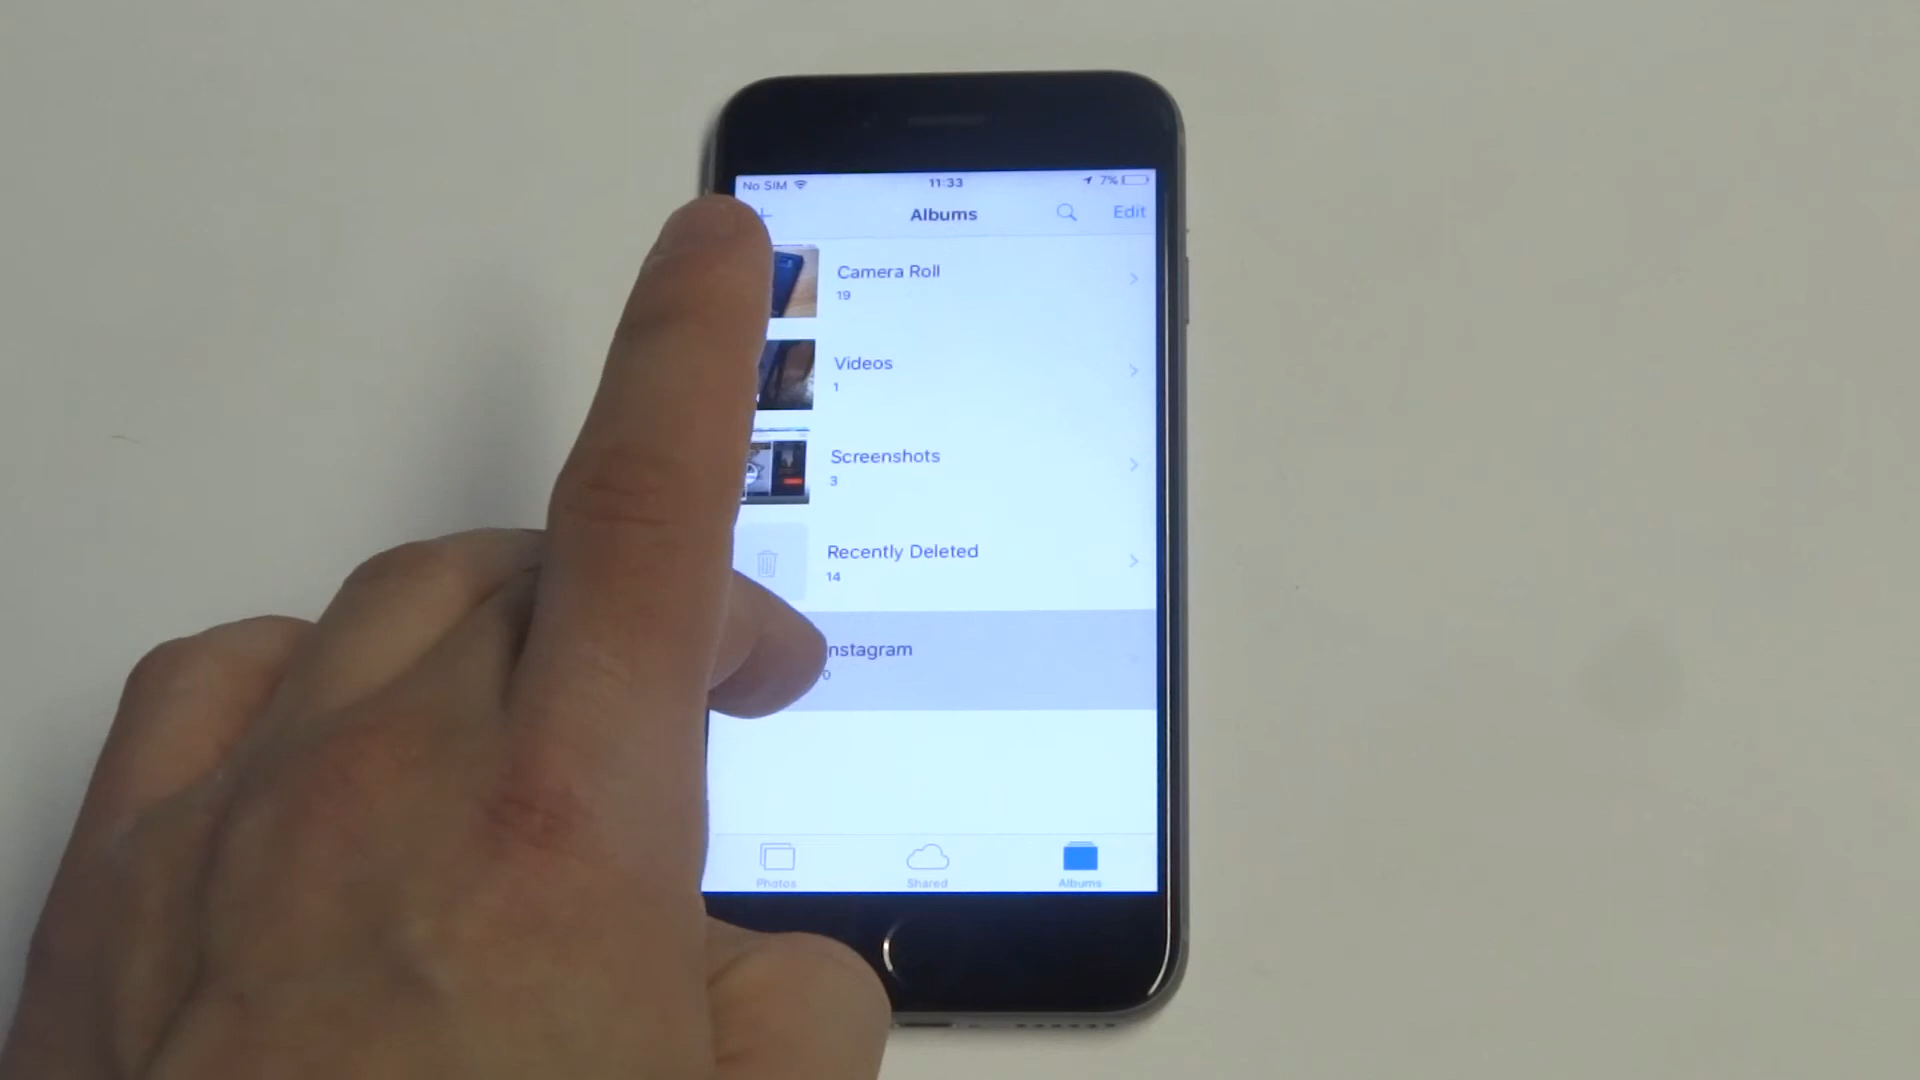 No SIM 11:33 7%
Albums Edit
Camera Roll
19
Videos
1
Screenshots
3
Recently Deleted
14
nstagram
0
Photos Shared Albums